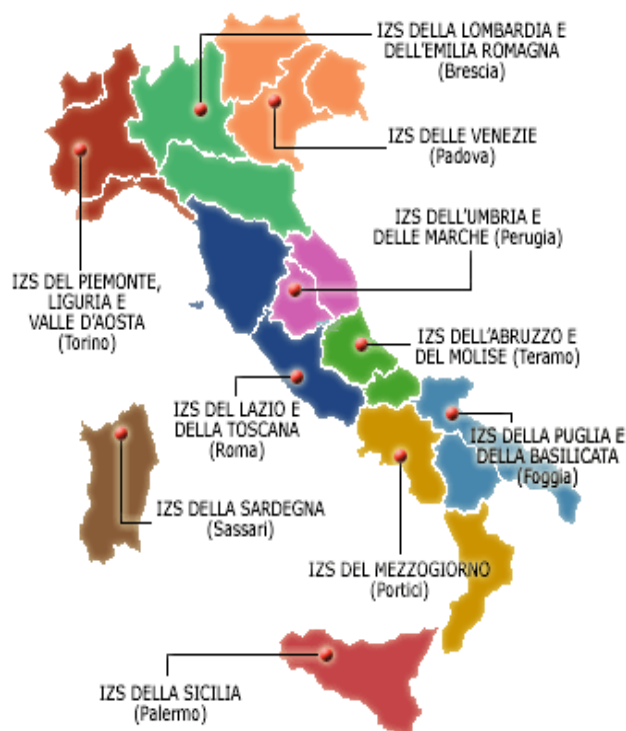 IZS DELLA LOMBARDIA E
DELL'EMILIA ROMAGNA
(Brescia)
IZS DELLE VENEZIE
(Padova)
IZS DELL'UMBRIA E
DELLE MARCHE (Perugia)
IZS DEL PIEMONTE,
LIGURIA E
VALLE D'AOSTA
(Torino)
IZS DELL'ABRUZZO E
DEL MOLISE (Teramo)
IZS DEL LAZIO E
DELLA TOSCANA
(Roma)
IZS DELLA PUGLIA E
DELLA BASILICATA
(Foggia)
IZS DELLA SARDEGNA
(Sassari)
IZS DEL MEZZOGIORNO
(Portici)
IZS DELLA SICILIA
(Palermo)